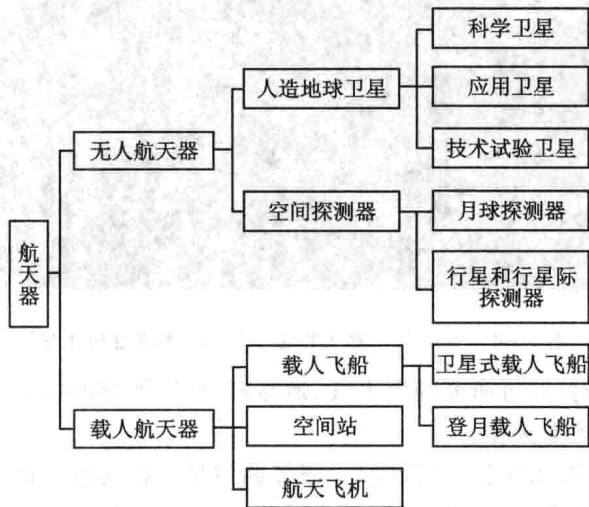 航天器
无人航天器
人造地球卫星
科学卫星
应用卫星
技术试验卫星
空间探测器
月球探测器
行星和行星际
探测器
载人航天器
载人飞船
卫星式载人飞船
登月载人飞船
空间站
航天飞机